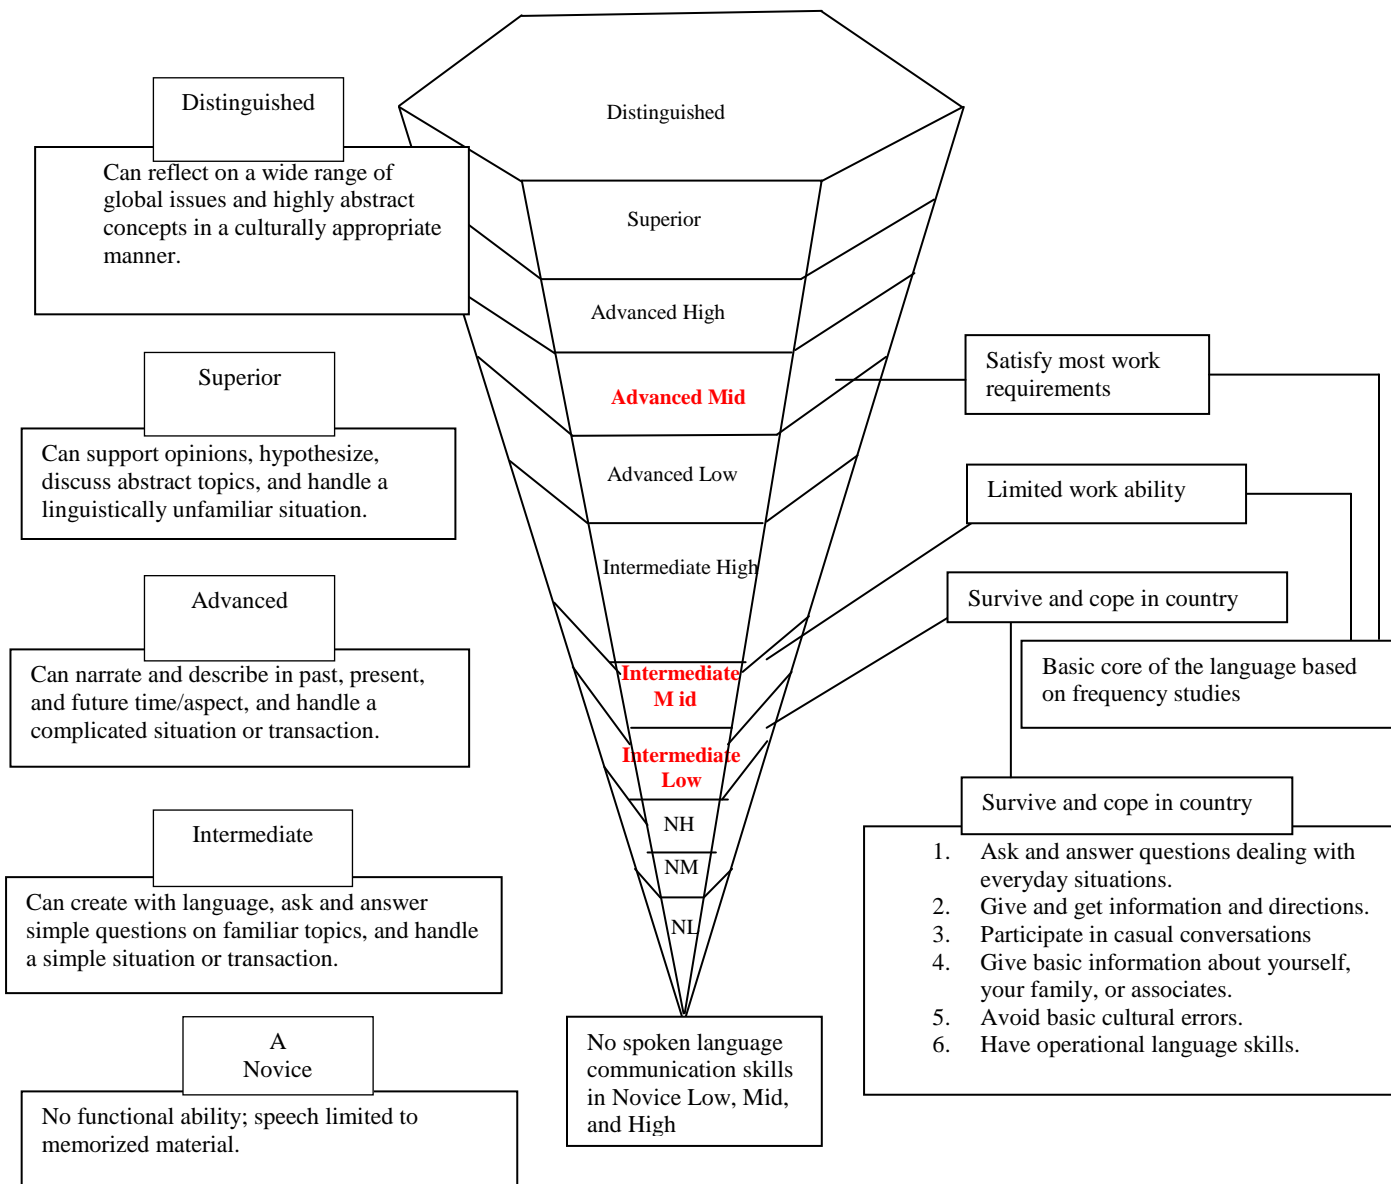 Distinguished
Can reflect on a wide range of
global issues and highly abstract
concepts in a culturally appropriate
manner.
Superior
Can support opinions, hypothesize,
discuss abstract topics, and handle a
linguistically unfamiliar situation.
Advanced
Can narrate and describe in past, present,
and future time/aspect, and handle a
complicated situation or transaction.
Intermediate
Can create with language, ask and answer
simple questions on familiar topics, and handle
a simple situation or transaction.
A
Novice
No functional ability; speech limited to
memorized material.
Distinguished
Superior
Advanced High
Advanced Mid
Advanced Low
Intermediate High
Intermediate
M id
Intermediate
Low
NH
NM
NL
No spoken language
communication skills
in Novice Low, Mid,
and High
Satisfy most work
requirements
Limited work ability
Survive and cope in country
Basic core of the language based
on frequency studies
Survive and cope in country
1. Ask and answer questions dealing with
everyday situations.
2. Give and get information and directions.
3. Participate in casual conversations
4. Give basic information about yourself,
your family, or associates.
5. Avoid basic cultural errors.
6. Have operational language skills.